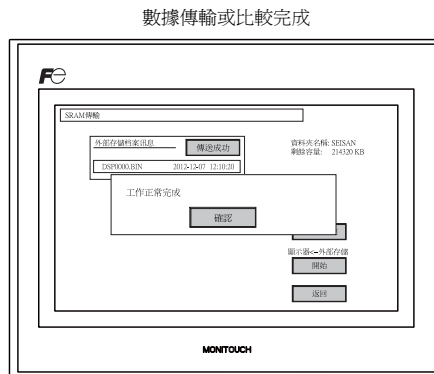 數據傳輸或比較完成
Fe
SRAM傳輸
外部存儲档案訊息
傳送成功
資料夾名稱: SEISAN
剩餘容量: 214320 KB
DSP0000.BIN 2012-12-07 12:10:20
工作正常完成
確認
顯示器<-外部存儲
開始
返回
MONITOUCH